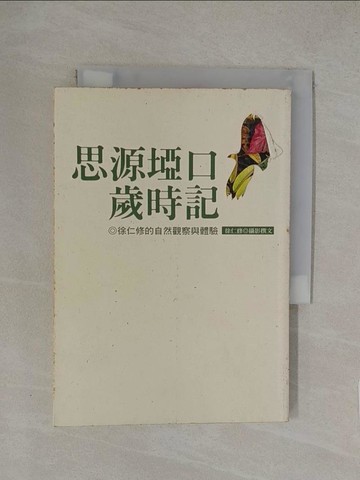 思源埡口
歲時記
◎徐仁修的自然觀察與體驗 徐仁修◎攝影撰文